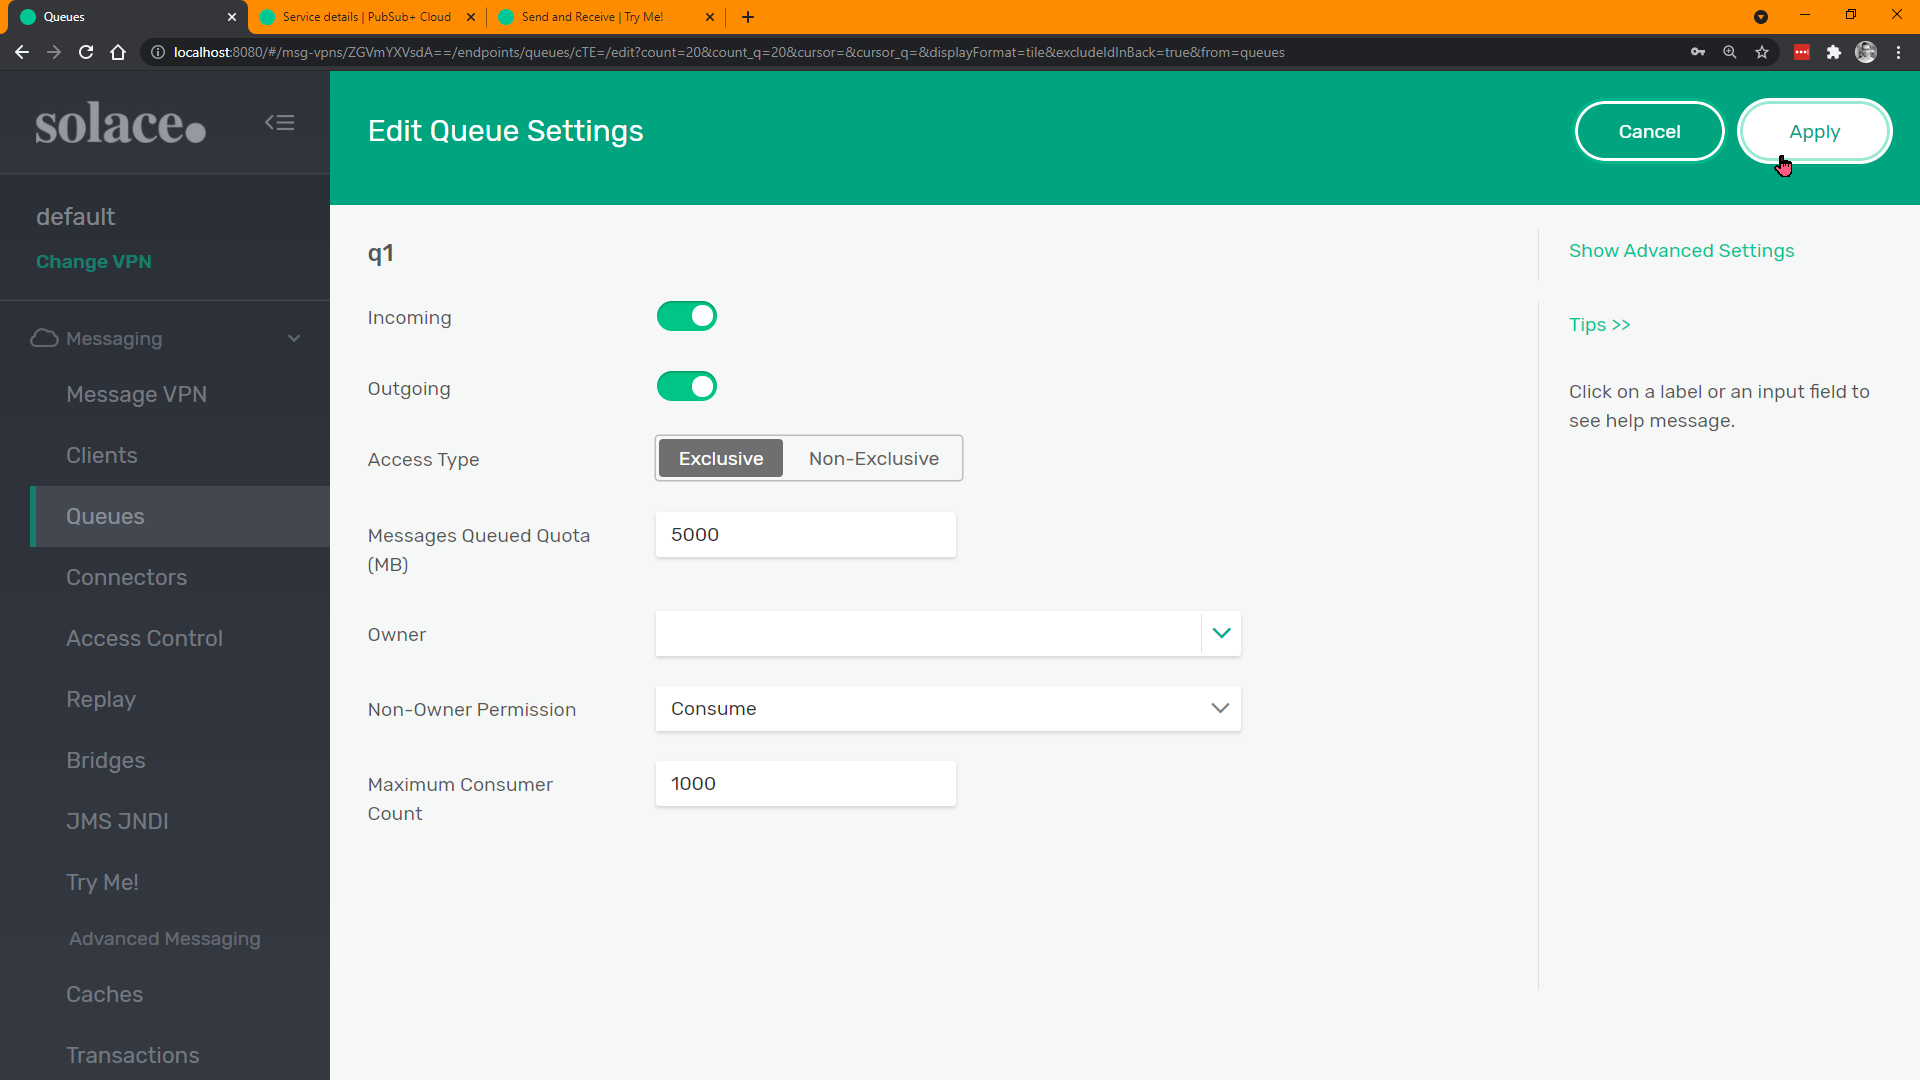 Queues
Service details | PubSub+ Cloud
Send and Receive | Try Me!
localhost:8080/#/msg-vpns/ZGVmYXVsdA==/endpoints/queues/cTE=/edit?count=20&count_q=20&cursor=&cursor_q=&displayFormat=tile&excludeIdInBack=true&from=queues
solace.
Edit Queue Settings
Cancel
Apply
default
Change VPN
Messaging
Message VPN
Clients
Queues
Connectors
Access Control
Replay
Bridges
JMS JNDI
Try Me!
Advanced Messaging
Caches
Transactions
q1
Incoming
Outgoing
Access Type
Exclusive
Non-Exclusive
Messages Queued Quota
(MB)
5000
Owner
Non-Owner Permission
Consume
Maximum Consumer
Count
1000
Show Advanced Settings
Tips >>
Click on a label or an input field to
see help message.